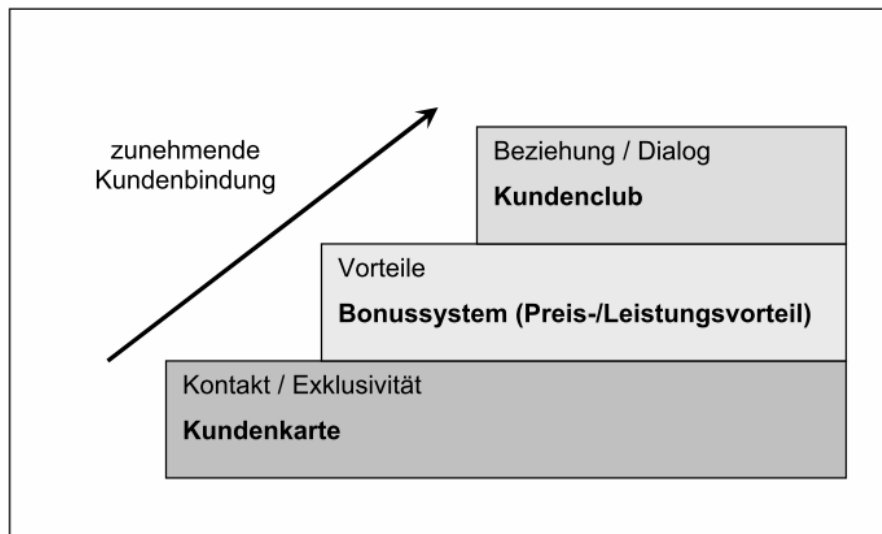 zunehmende
Kundenbindung
Beziehung / Dialog
Kundenclub
Vorteile
Bonussystem (Preis-/Leistungsvorteil)
Kontakt / Exklusivität
Kundenkarte